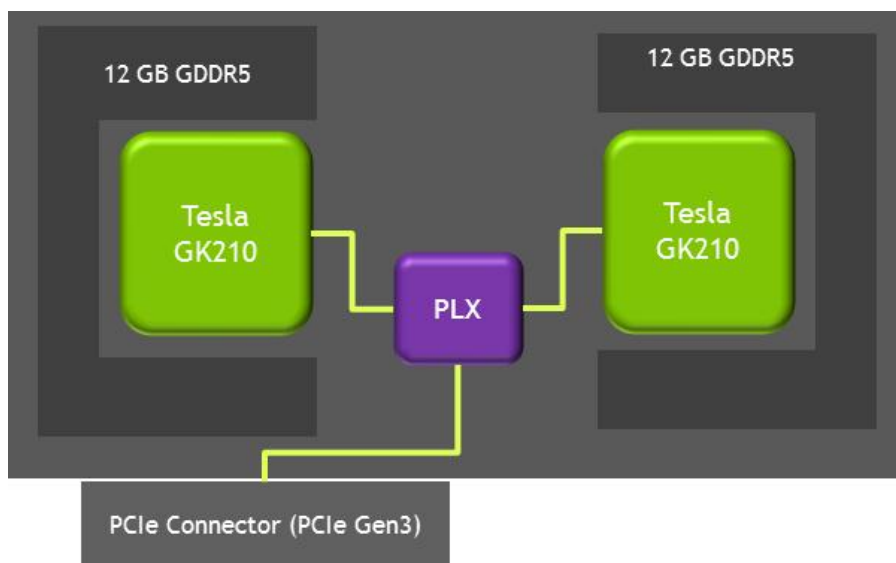 12 GB GDDR5
12 GB GDDR5
Tesla
GK210
Tesla
GK210
PLX
PCIe Connector (PCIe Gen3)